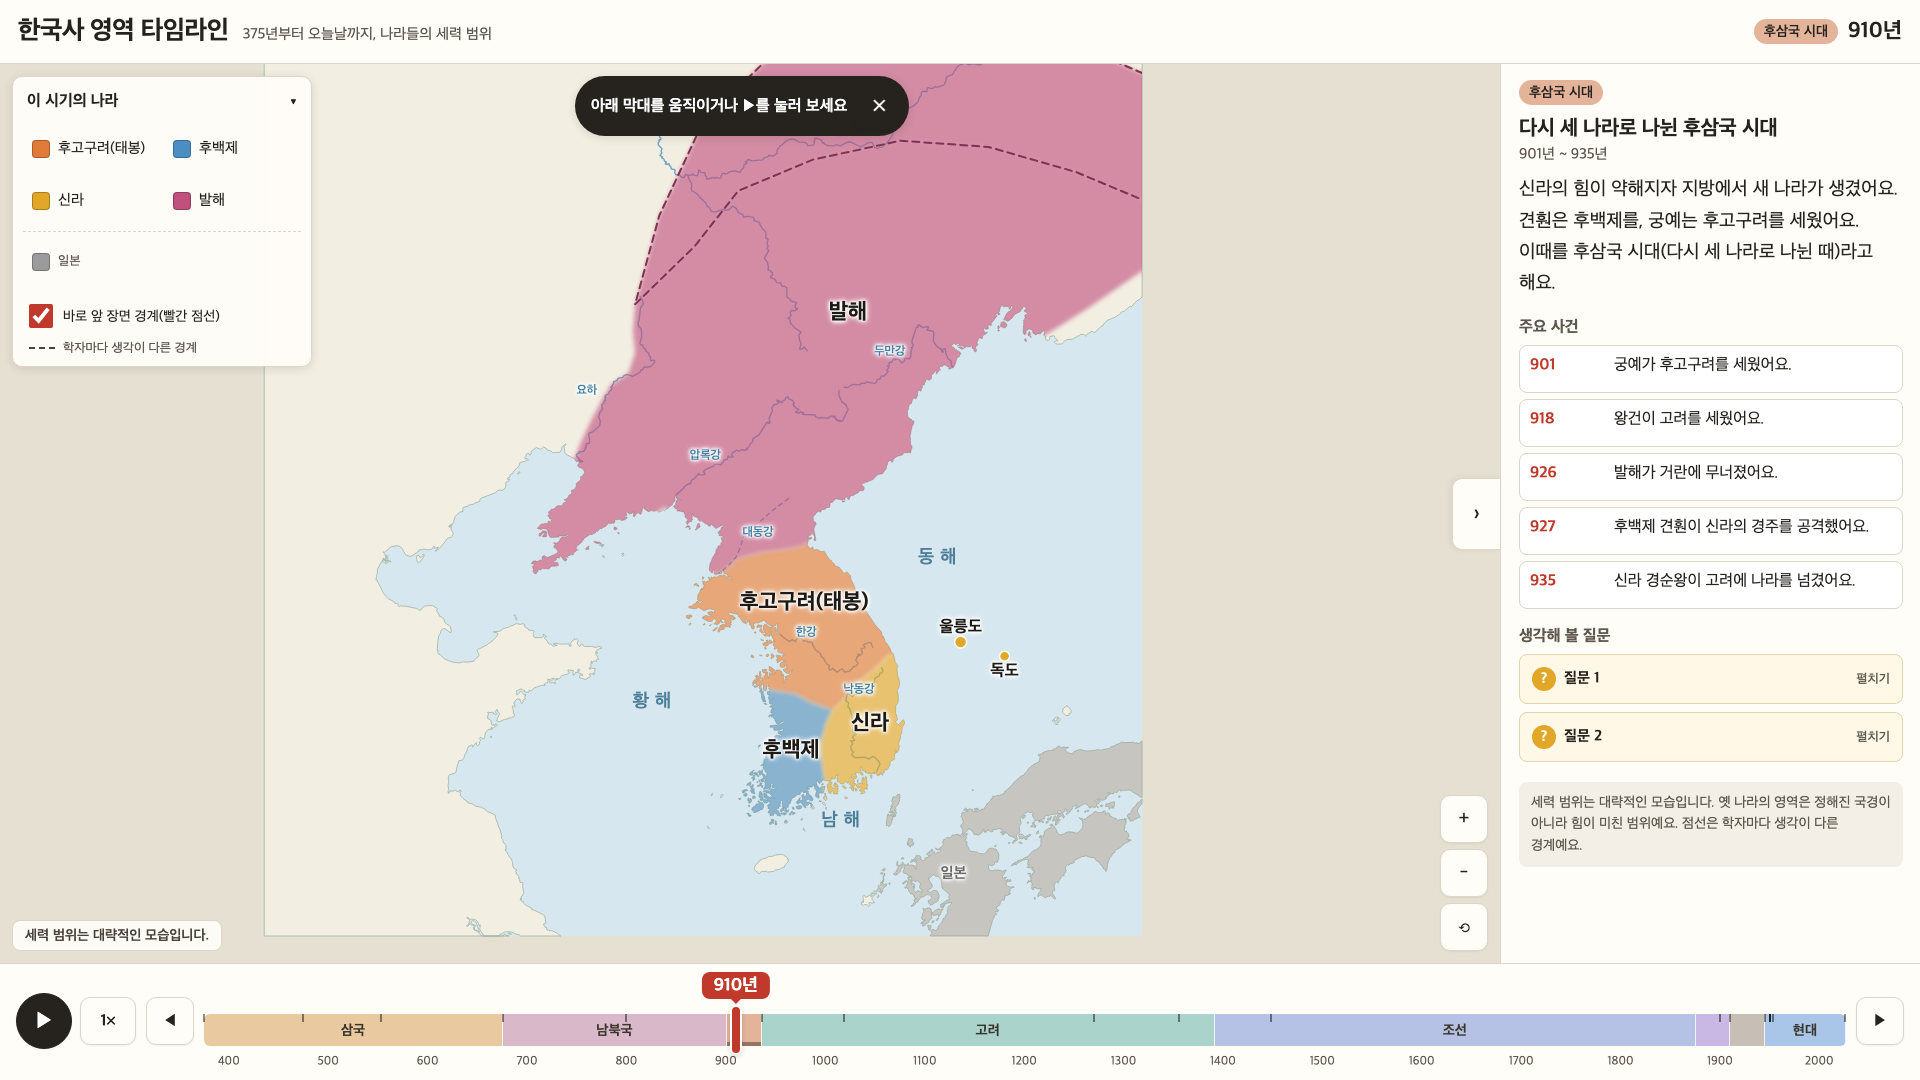 한국사 영역 타임라인 375년부터 오늘날까지, 나라들의 세력 범위
후삼국 시대 910년
이 시기의 나라 ▾
후고구려(태봉) 후백제
신라 발해
일본
바로 앞 장면 경계(빨간 점선)
학자마다 생각이 다른 경계
아래 막대를 움직이거나 ▶를 눌러 보세요 ✕
발해
두만강
요하
압록강
대동강
동 해
후고구려(태봉)
울릉도
한강
독도
낙동강
황 해
신라
후백제
남 해
일본
세력 범위는 대략적인 모습입니다.
›
+
−
⟲
후삼국 시대
다시 세 나라로 나뉜 후삼국 시대
901년 ~ 935년
신라의 힘이 약해지자 지방에서 새 나라가 생겼어요.
견훤은 후백제를, 궁예는 후고구려를 세웠어요.
이때를 후삼국 시대(다시 세 나라로 나뉜 때)라고
해요.
주요 사건
901 궁예가 후고구려를 세웠어요.
918 왕건이 고려를 세웠어요.
926 발해가 거란에 무너졌어요.
927 후백제 견훤이 신라의 경주를 공격했어요.
935 신라 경순왕이 고려에 나라를 넘겼어요.
생각해 볼 질문
? 질문 1 펼치기
? 질문 2 펼치기
세력 범위는 대략적인 모습입니다. 옛 나라의 영역은 정해진 국경이
아니라 힘이 미친 범위예요. 점선은 학자마다 생각이 다른
경계예요.
910년
▶ 1× ◀ 삼국 남북국 고려 조선 현대 ▶
400 500 600 700 800 900 1000 1100 1200 1300 1400 1500 1600 1700 1800 1900 2000